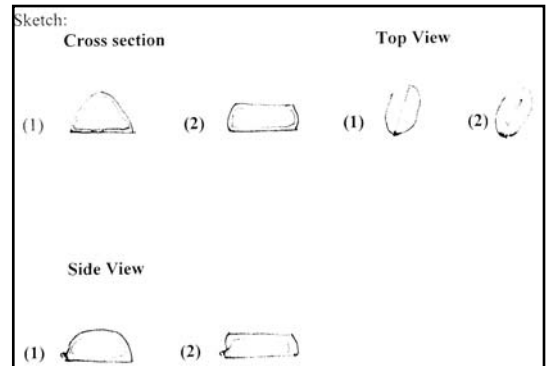 Sketch:
Cross section Top View
(1) (2) (1) (2)
Side View
(1) (2)